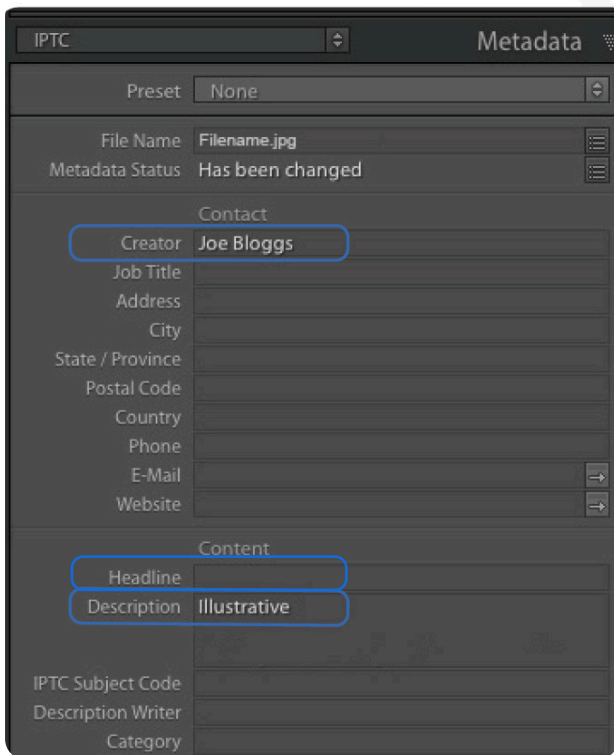 IPTC Metadata
Preset None
File Name Filename.jpg
Metadata Status Has been changed
Contact
Creator Joe Bloggs
Job Title
Address
City
State / Province
Postal Code
Country
Phone
E-Mail
Website
Content
Headline
Description Illustrative
IPTC Subject Code
Description Writer
Category